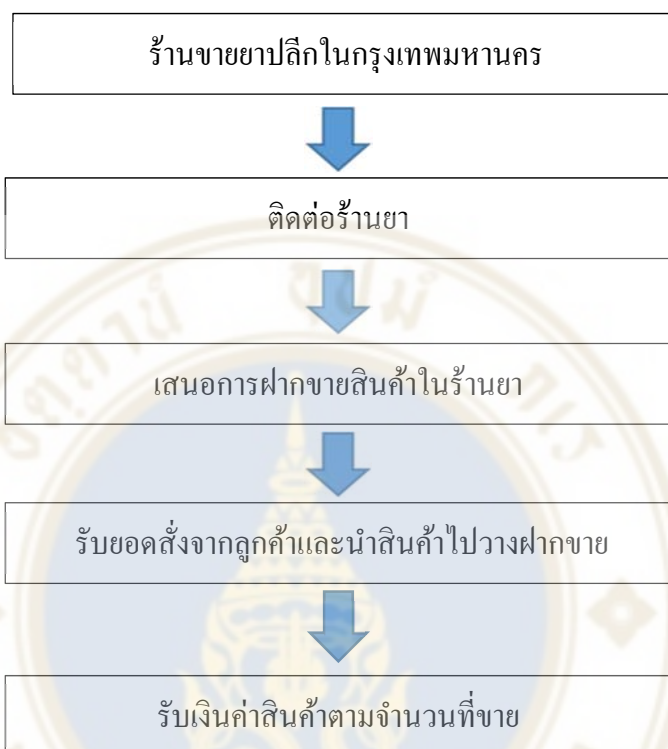 ร้านขายยาปลีกในกรุงเทพมหานคร
ติดต่อร้านยา
เสนอการฝากขายสินค้าในร้านยา
รับยอดสั่งจากลูกค้าและนำสินค้าไปวางฝากขาย
รับเงินค่าสินค้าตามจำนวนที่ขาย